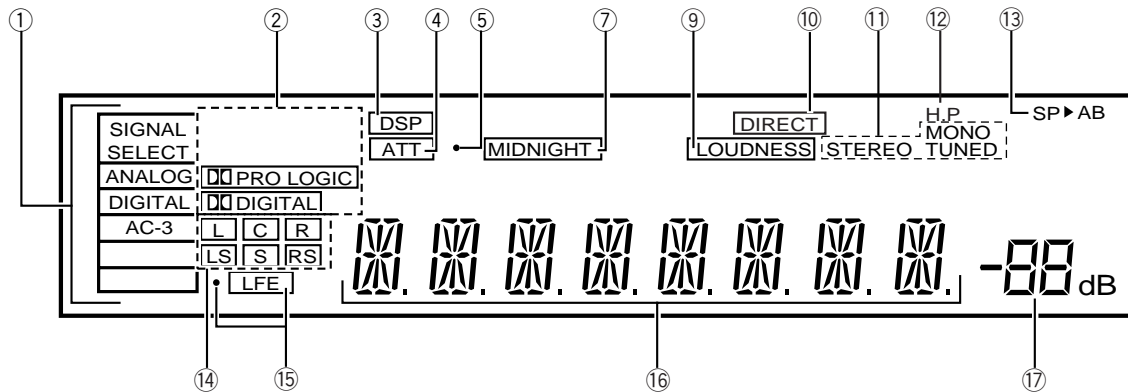 ① ② ③ ④ ⑤ ⑦ ⑨ ⑩ ⑪ ⑫ ⑬
SIGNAL
SELECT
ANALOG
DIGITAL
AC-3
PRO LOGIC
DIGITAL
L C R
LS S RS
LFE
DSP
ATT
MIDNIGHT
DIRECT
LOUDNESS
STEREO
H.P
MONO
TUNED
SP▶AB
-88 dB
⑭ ⑮ ⑯ ⑰